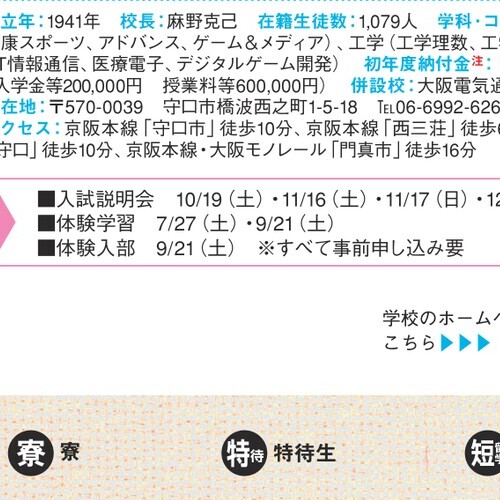 立年：1941年 校長：麻野克己 在籍生徒数：1,079人 学科・コ
康スポーツ、アドバンス、ゲーム&メディア）、工学（工学理数、工
T情報通信、医療電子、デジタルゲーム開発） 初年度納付金注：
入学金等200,000円 授業料等600,000円） 併設校：大阪電気通
在地：〒570-0039 守口市橋波西之町1-5-18 TEL06-6992-626
クセス：京阪本線「守口市」徒歩10分、京阪本線「西三荘」徒歩6
守口」徒歩10分、京阪本線・大阪モノレール「門真市」徒歩16分
■入試説明会 10/19（土）・11/16（土）・11/17（日）・12
■体験学習 7/27（土）・9/21（土）
■体験入部 9/21（土） ※すべて事前申し込み要
学校のホームペ
こちら▶▶▶
寮 寮 特待 特待生 短